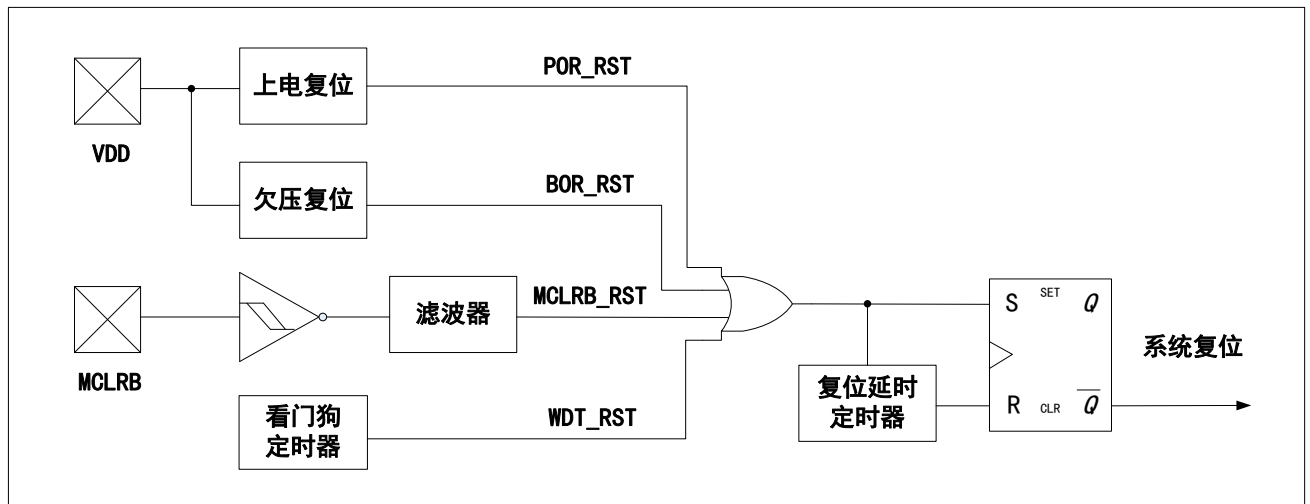 上电复位
POR_RST
VDD
欠压复位
BOR_RST
滤波器
MCLRB_RST
MCLRB
看门狗
定时器
WDT_RST
复位延时
定时器
S
SET
Q
R
CLR
Q
系统复位